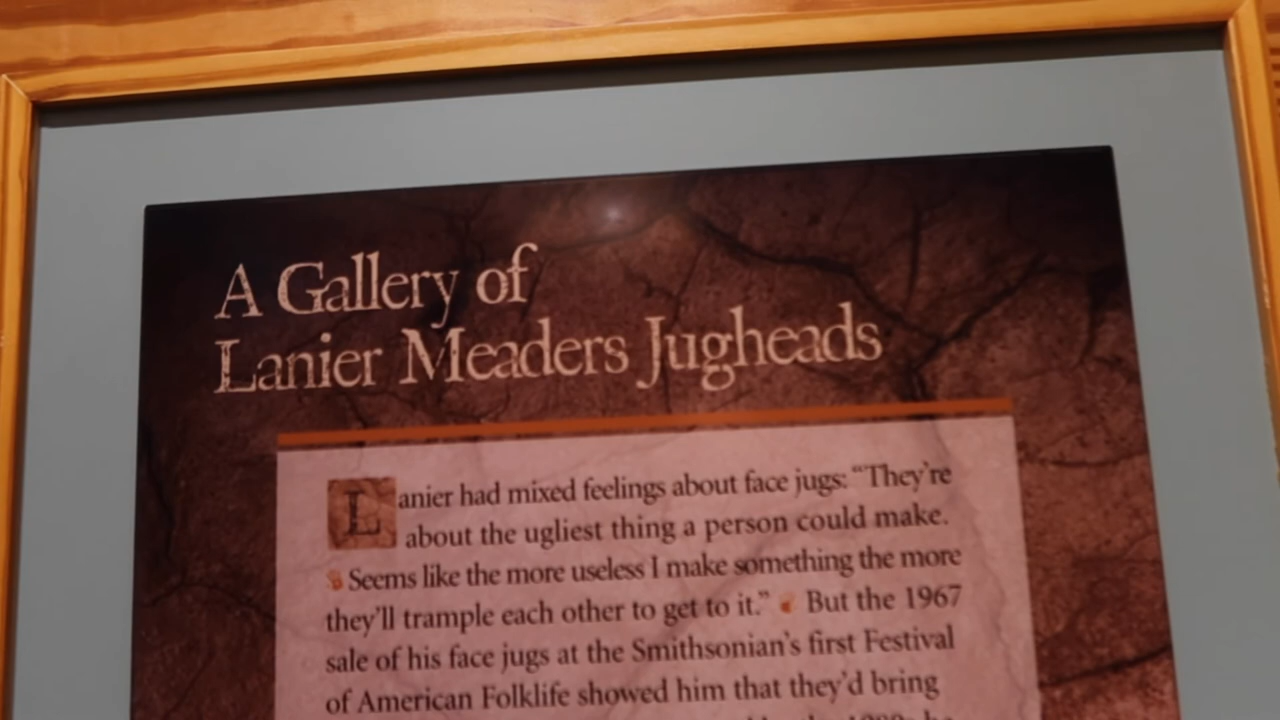 A Gallery of
Lanier Meaders Jugheads
Lanier had mixed feelings about face jugs: “They’re
about the ugliest thing a person could make.
Seems like the more useless I make something the more
they’ll trample each other to get to it.” But the 1967
sale of his face jugs at the Smithsonian’s first Festival
of American Folklife showed him that they’d bring